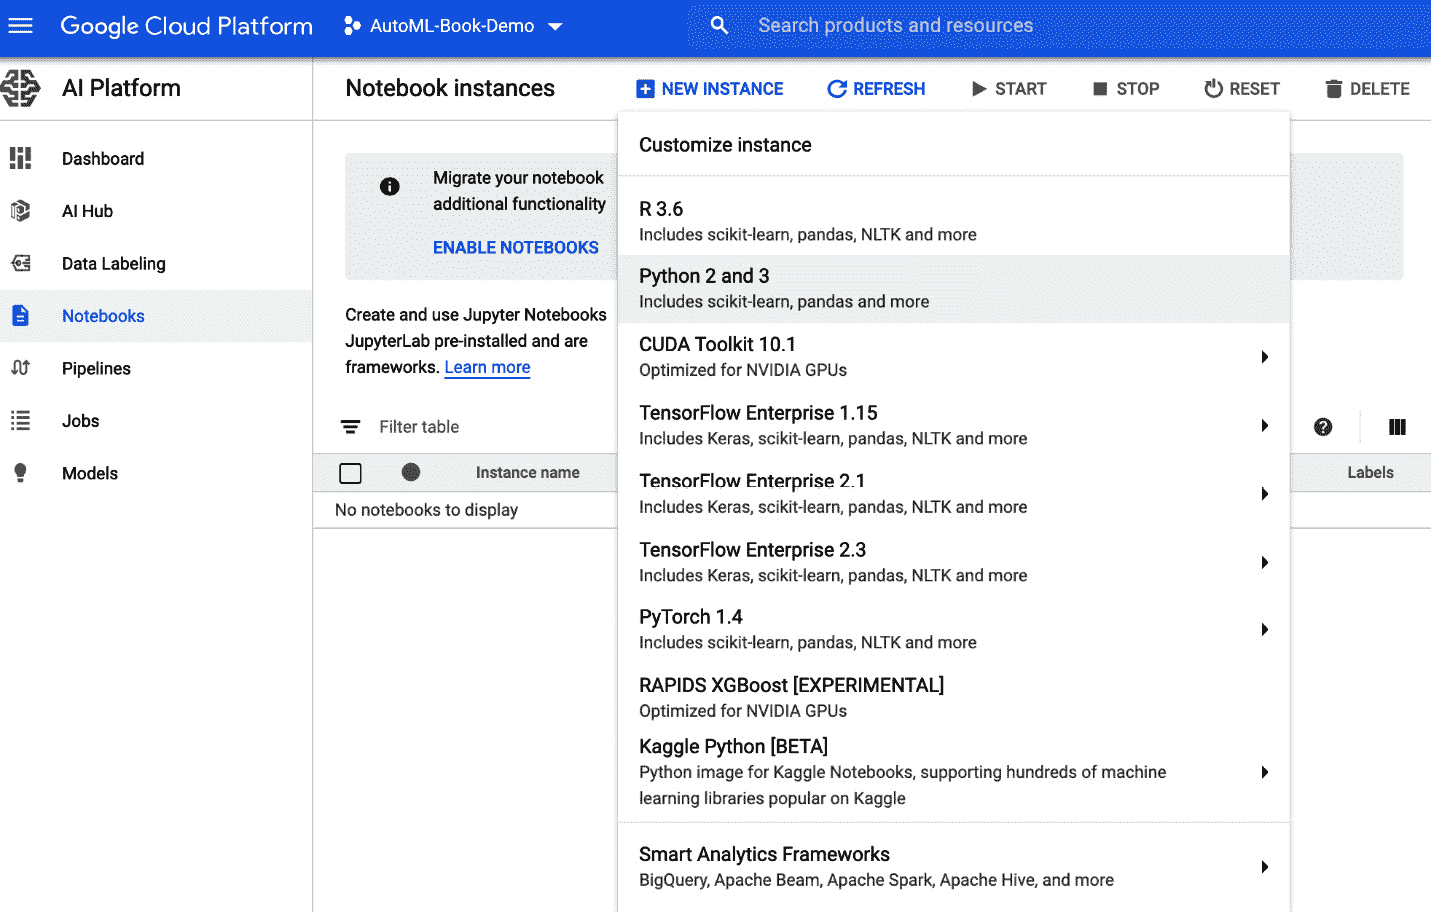 Google Cloud Platform
AutoML-Book-Demo
Search products and resources
AI Platform
Notebook instances
NEW INSTANCE
REFRESH
START
STOP
RESET
DELETE
Dashboard
AI Hub
Data Labeling
Notebooks
Pipelines
Jobs
Models
Migrate your notebook
additional functionality
ENABLE NOTEBOOKS
Create and use Jupyter Notebooks
JupyterLab pre-installed and are
frameworks. Learn more
Filter table
Instance name
Labels
No notebooks to display
Customize instance
R 3.6
Includes scikit-learn, pandas, NLTK and more
Python 2 and 3
Includes scikit-learn, pandas and more
CUDA Toolkit 10.1
Optimized for NVIDIA GPUs
TensorFlow Enterprise 1.15
Includes Keras, scikit-learn, pandas, NLTK and more
TensorFlow Enterprise 2.1
Includes Keras, scikit-learn, pandas, NLTK and more
TensorFlow Enterprise 2.3
Includes Keras, scikit-learn, pandas, NLTK and more
PyTorch 1.4
Includes scikit-learn, pandas, NLTK and more
RAPIDS XGBoost [EXPERIMENTAL]
Optimized for NVIDIA GPUs
Kaggle Python [BETA]
Python image for Kaggle Notebooks, supporting hundreds of machine
learning libraries popular on Kaggle
Smart Analytics Frameworks
BigQuery, Apache Beam, Apache Spark, Apache Hive, and more